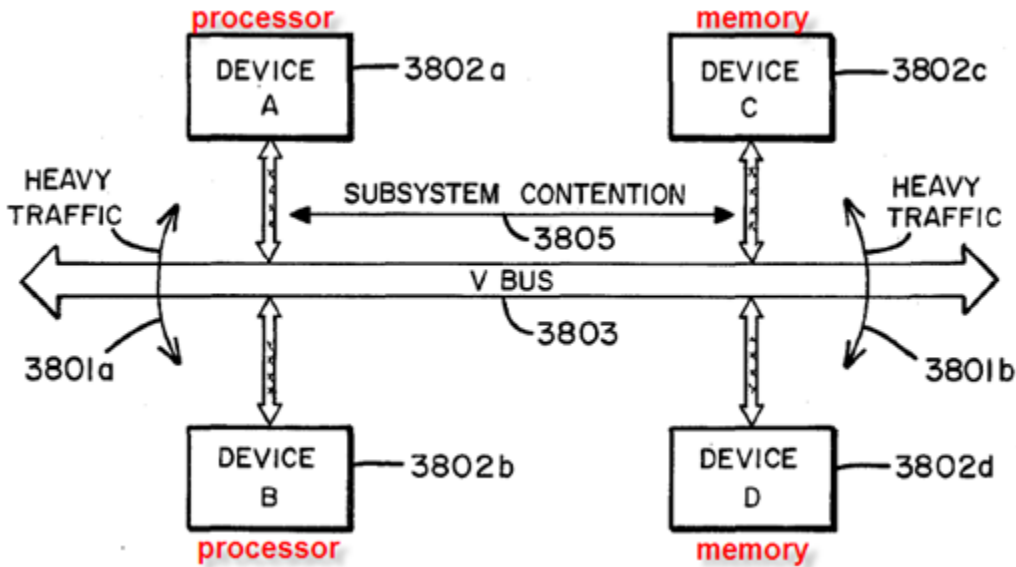 processor
memory
DEVICE
A
3802a
DEVICE
C
3802c
HEAVY
TRAFFIC
SUBSYSTEM CONTENTION
3805
HEAVY
TRAFFIC
V BUS
3803
3801a
3801b
DEVICE
B
3802b
DEVICE
D
3802d
processor
memory